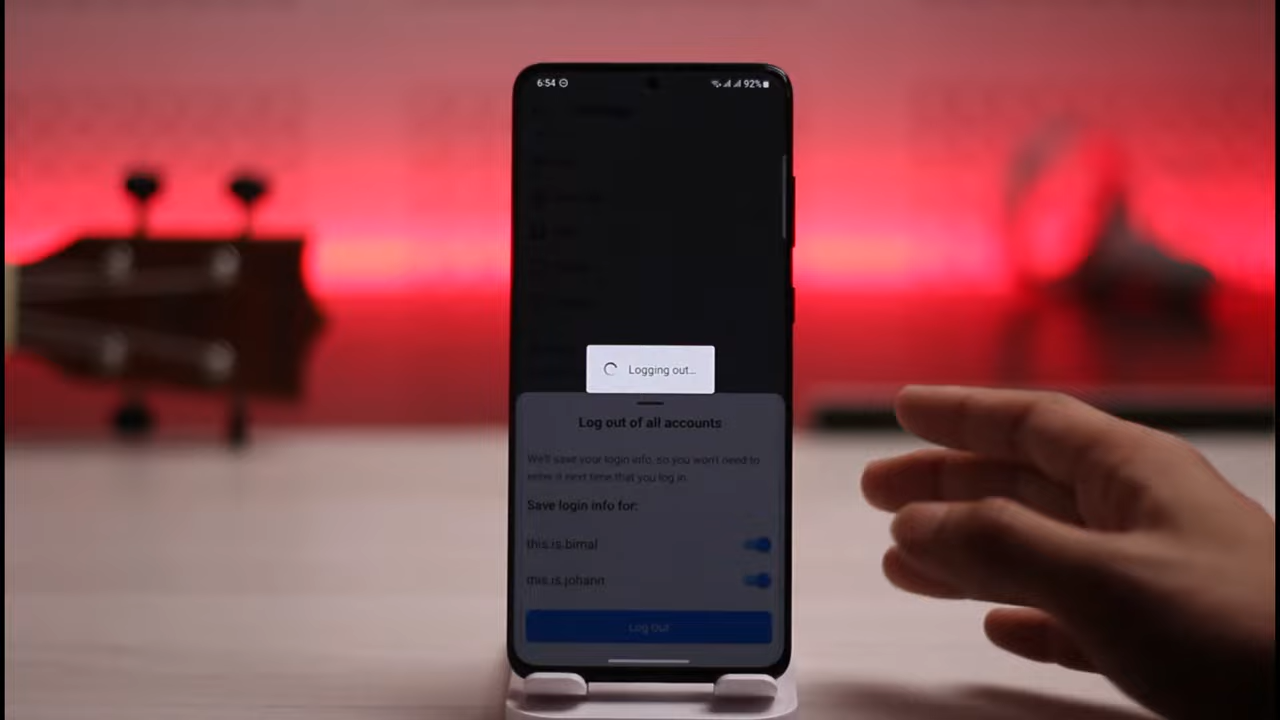 6:54 92%
Logging out...
Log out of all accounts
We'll save your login info, so you won't need to
enter it next time that you log in.
Save login info for:
this.is.bimal
this.is.johann
Log Out